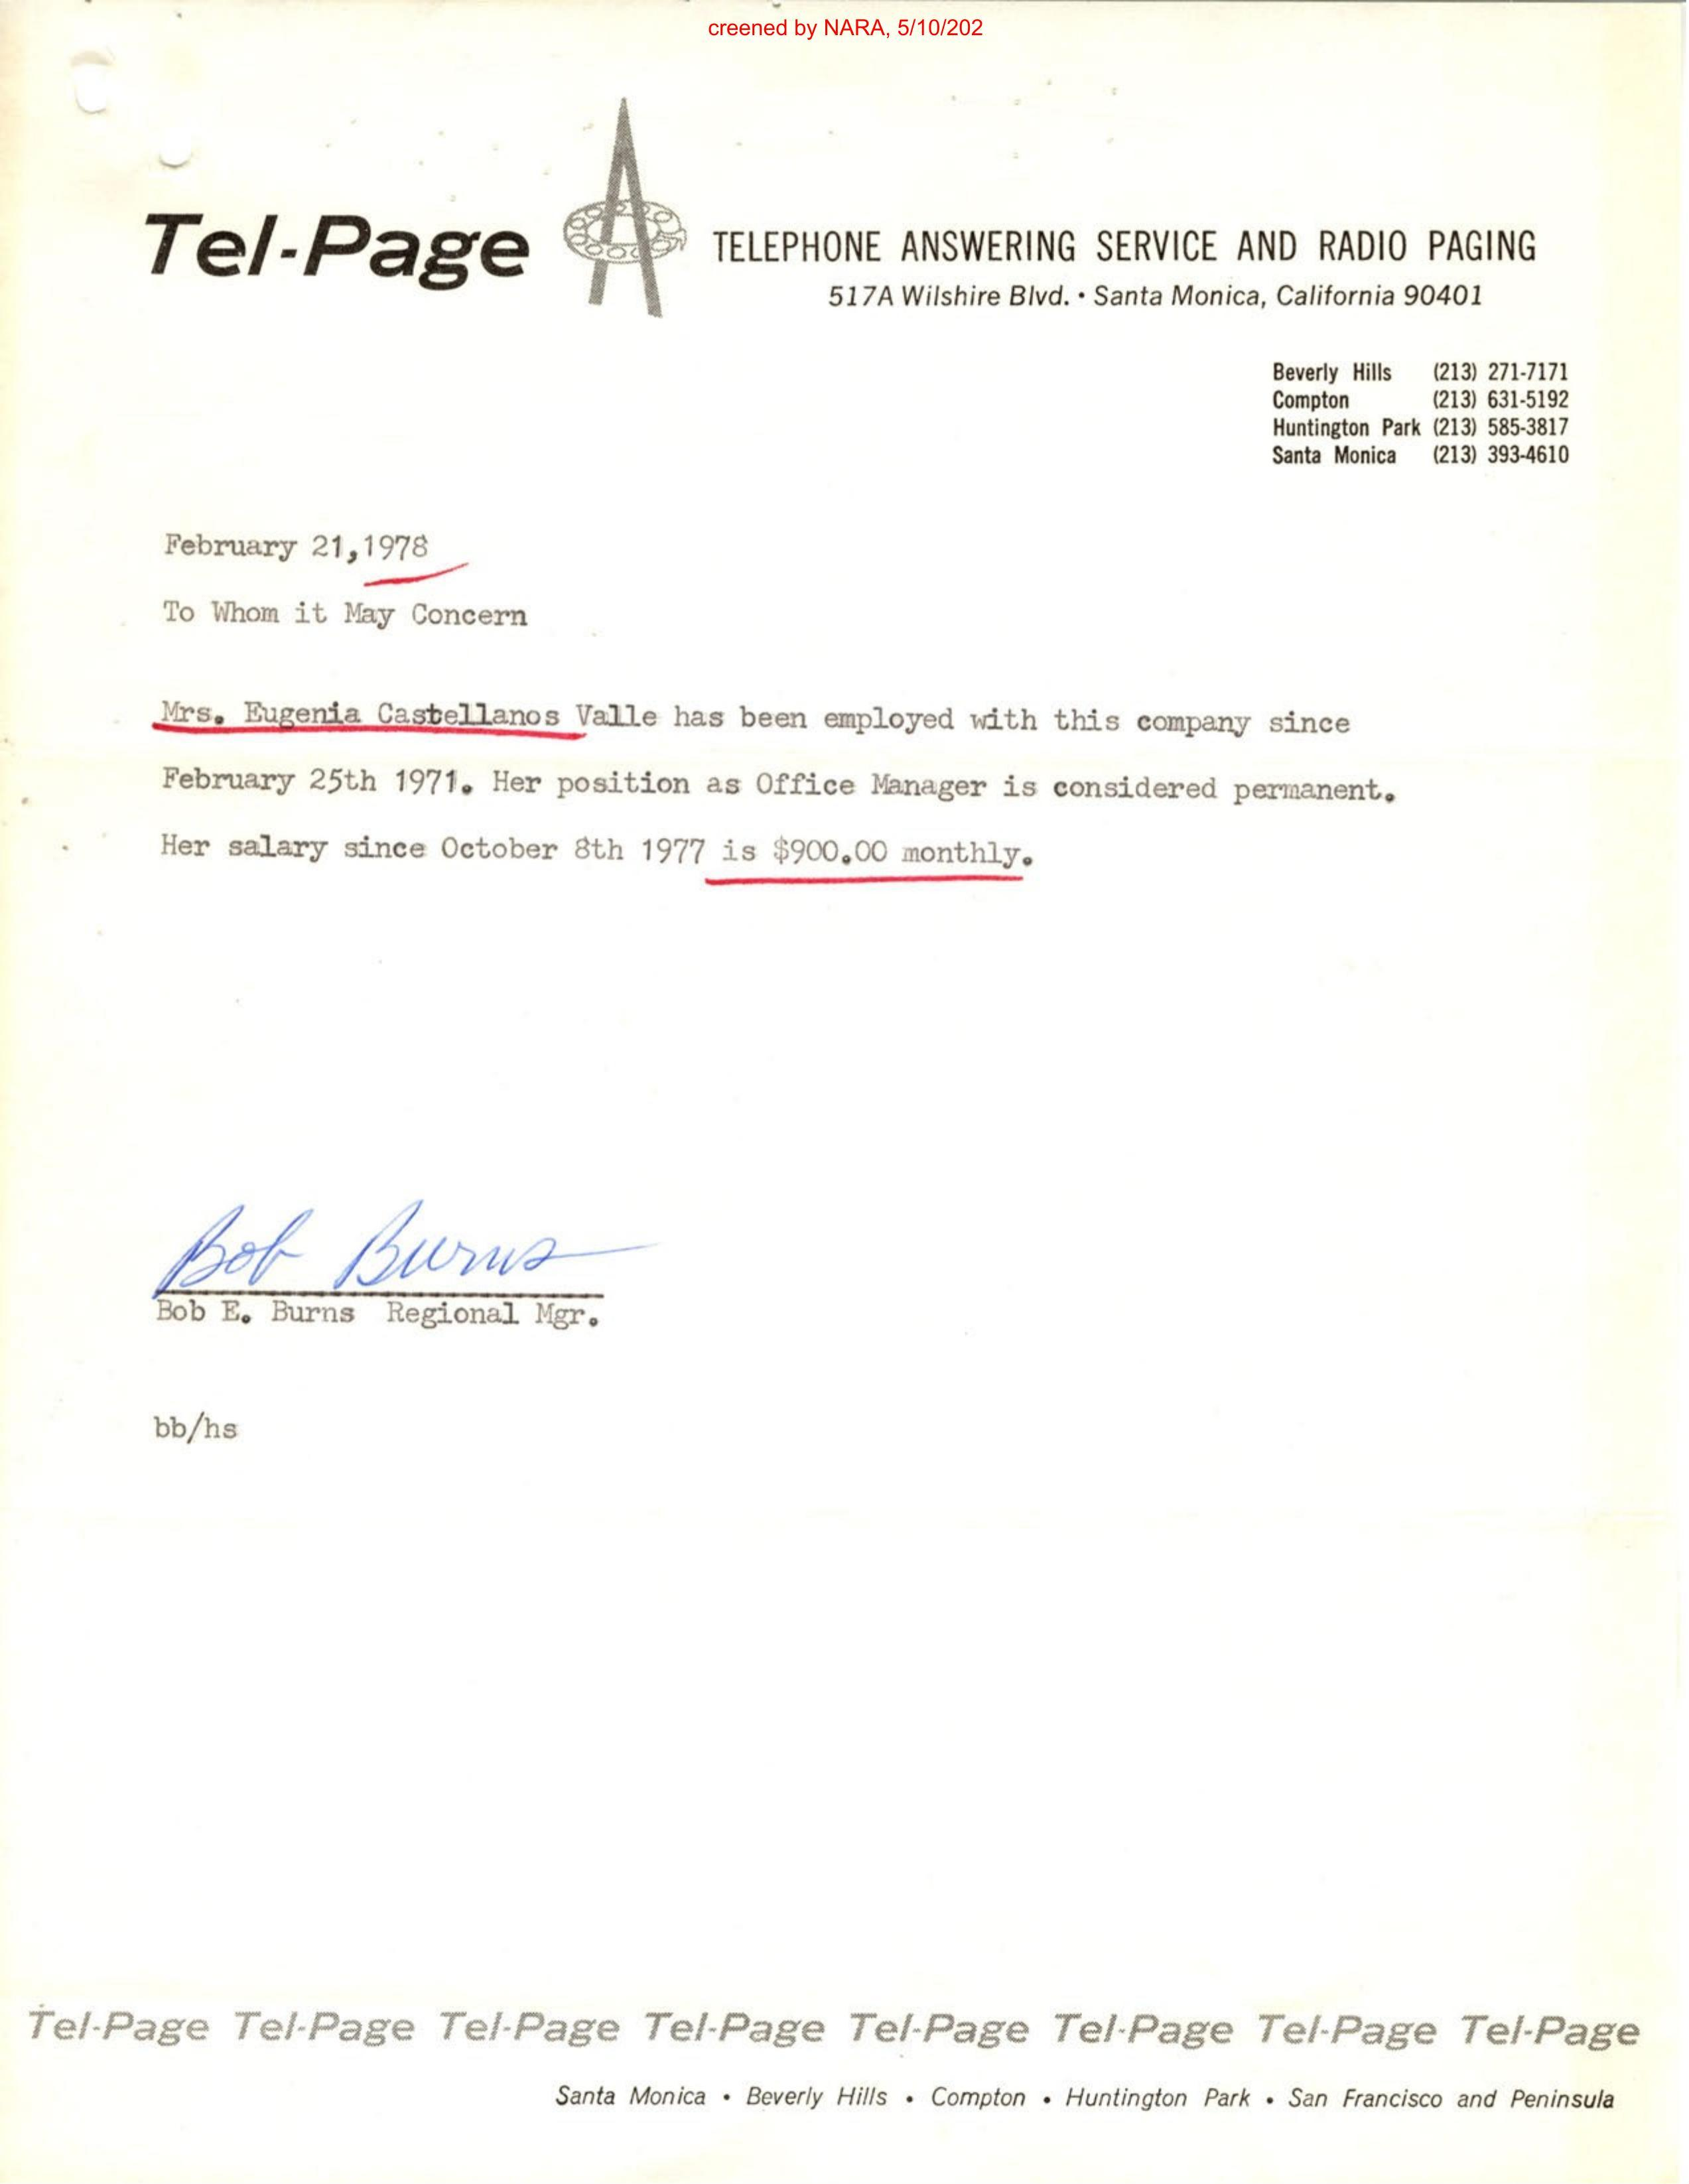 creened by NARA, 5/10/202
Tel-Page
TELEPHONE ANSWERING SERVICE AND RADIO PAGING
517A Wilshire Blvd. • Santa Monica, California 90401
Beverly Hills (213) 271-7171
Compton (213) 631-5192
Huntington Park (213) 585-3817
Santa Monica (213) 393-4610
February 21,1978
To Whom it May Concern
Mrs. Eugenia Castellanos Valle has been employed with this company since
February 25th 1971. Her position as Office Manager is considered permanent.
Her salary since October 8th 1977 is $900.00 monthly.
Bob Burns
Bob E. Burns Regional Mgr.
bb/hs
Tel-Page Tel-Page Tel-Page Tel-Page Tel-Page Tel-Page Tel-Page Tel-Page
Santa Monica • Beverly Hills • Compton • Huntington Park • San Francisco and Peninsula